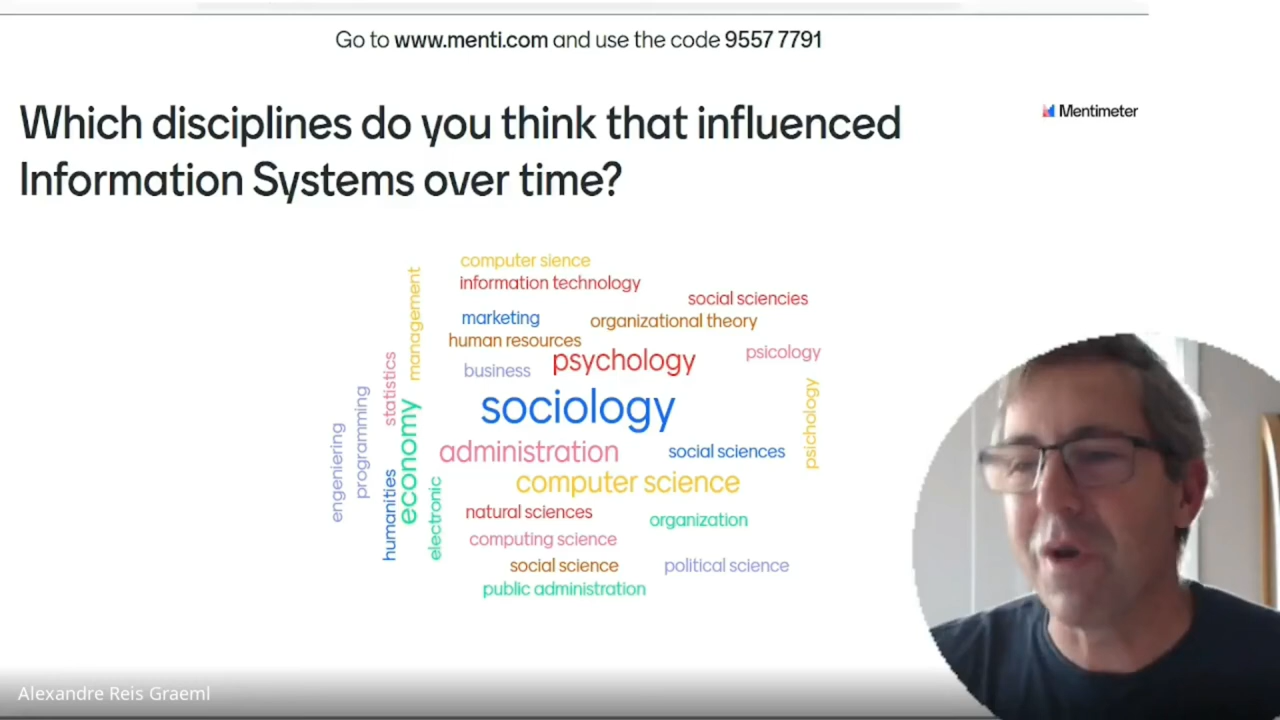 Go to www.menti.com and use the code 9557 7791
Mentimeter
Which disciplines do you think that influenced
Information Systems over time?
computer sience
information technology
social sciencies
management
marketing
organizational theory
human resources
psychology
psicology
statistics
business
psichology
programming
sociology
economy
engeniering
administration
social sciences
humanities
electronic
computer science
natural sciences
organization
computing science
social science
political science
public administration
Alexandre Reis Graeml